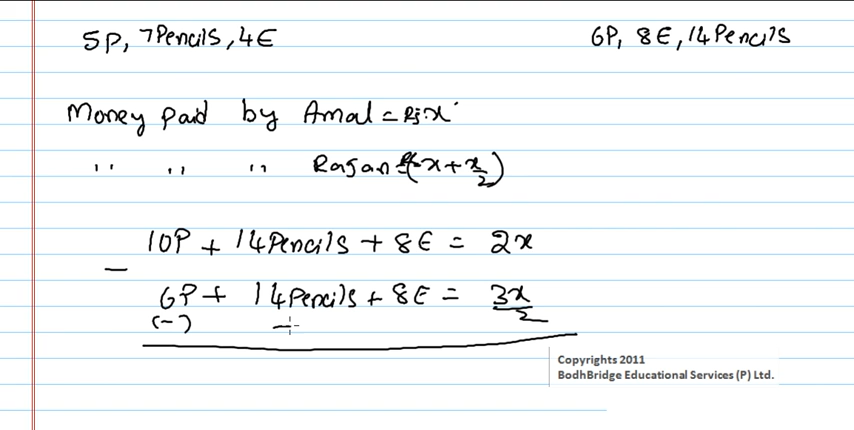 5P, 7Pencils, 4E
6P, 8E, 14Pencils
Money paid by Amal = Rs.x
" " " Rajan = (x+x/2)
10P + 14Pencils + 8E = 2x
-
6P + 14Pencils + 8E = 3x/2
(-)
Copyrights 2011
BodhBridge Educational Services (P) Ltd.